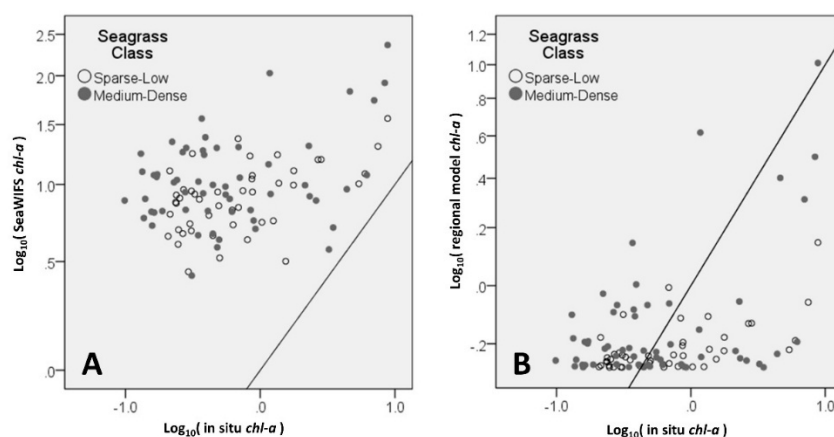 Seagrass
Class
Sparse-Low
Medium-Dense
2.5
2.0
1.5
1.0
.5
.0
-1.0
.0
1.0
Log10( SeaWIFS chl-a )
Log10( in situ chl-a )
A
Seagrass
Class
Sparse-Low
Medium-Dense
1.2
1.0
.6
.4
.2
.0
-.2
-1.0
.0
1.0
Log10( regional model chl-a )
Log10( in situ chl-a )
B